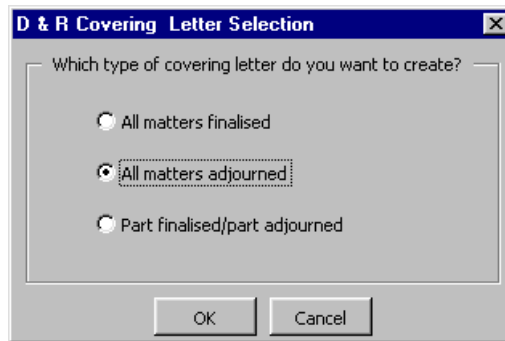 D & R Covering Letter Selection
Which type of covering letter do you want to create?
All matters finalised
All matters adjourned
Part finalised/part adjourned
OK Cancel